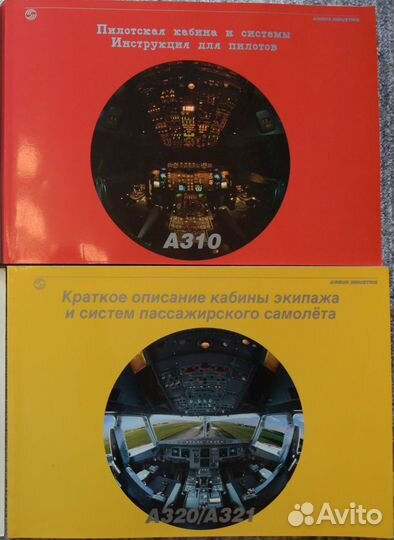 Пилотская кабина и системы
Инструкция для пилотов
AIRBUS INDUSTRIE
A310
AIRBUS INDUSTRIE
Краткое описание кабины экипажа
и систем пассажирского самолёта
A320/A321
Avito